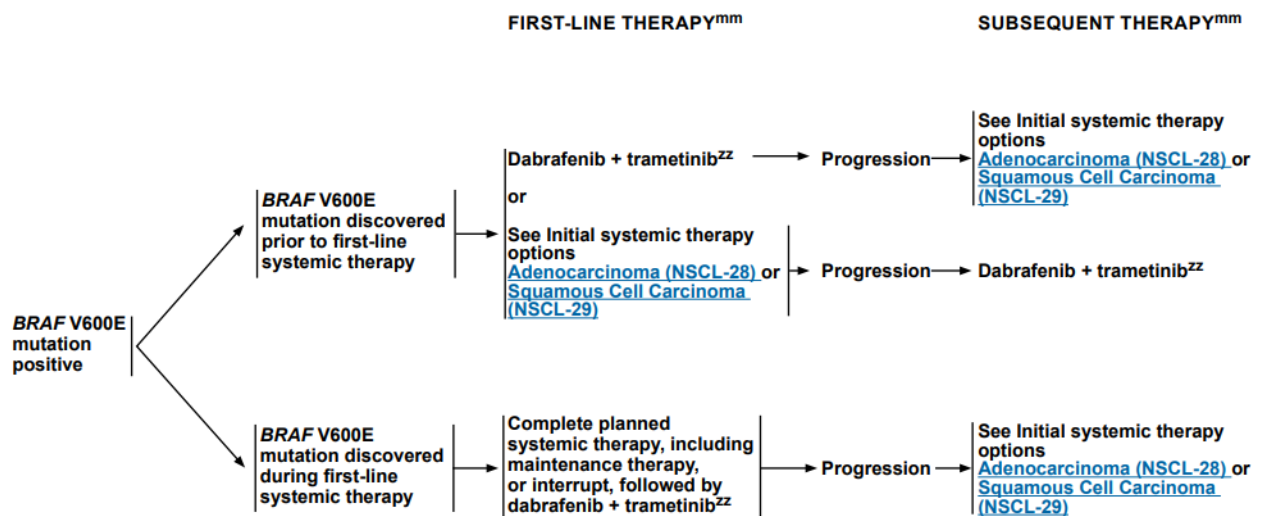 FIRST-LINE THERAPYmm
SUBSEQUENT THERAPYmm
BRAF V600E
mutation
positive
BRAF V600E
mutation discovered
prior to first-line
systemic therapy
Dabrafenib + trametinibzz
or
See Initial systemic therapy
options
Adenocarcinoma (NSCL-28) or
Squamous Cell Carcinoma
(NSCL-29)
Progression
See Initial systemic therapy
options
Adenocarcinoma (NSCL-28) or
Squamous Cell Carcinoma
(NSCL-29)
Progression
Dabrafenib + trametinibzz
BRAF V600E
mutation discovered
during first-line
systemic therapy
Complete planned
systemic therapy, including
maintenance therapy,
or interrupt, followed by
dabrafenib + trametinibzz
Progression
See Initial systemic therapy
options
Adenocarcinoma (NSCL-28) or
Squamous Cell Carcinoma
(NSCL-29)